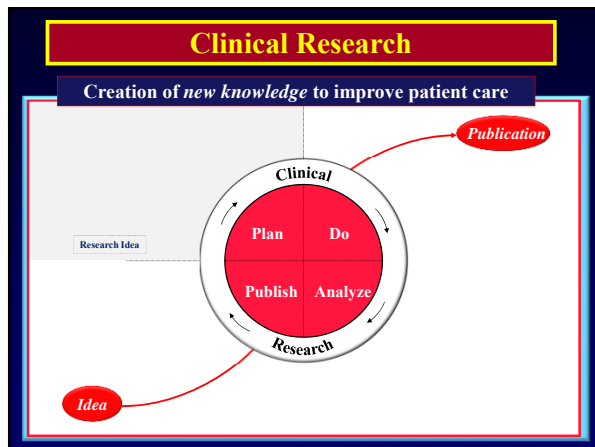 Clinical Research
Creation of new knowledge to improve patient care
Publication
Clinical
Plan
Do
Research Idea
Publish
Analyze
Research
Idea